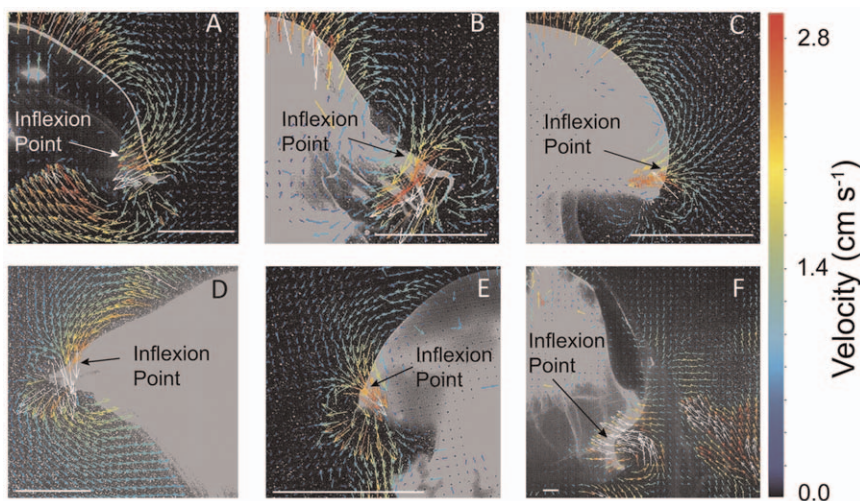 A
Inflexion
Point
B
Inflexion
Point
C
Inflexion
Point
D
Inflexion
Point
E
Inflexion
Point
F
Inflexion
Point
2.8
1.4
0.0
Velocity (cm s⁻¹)